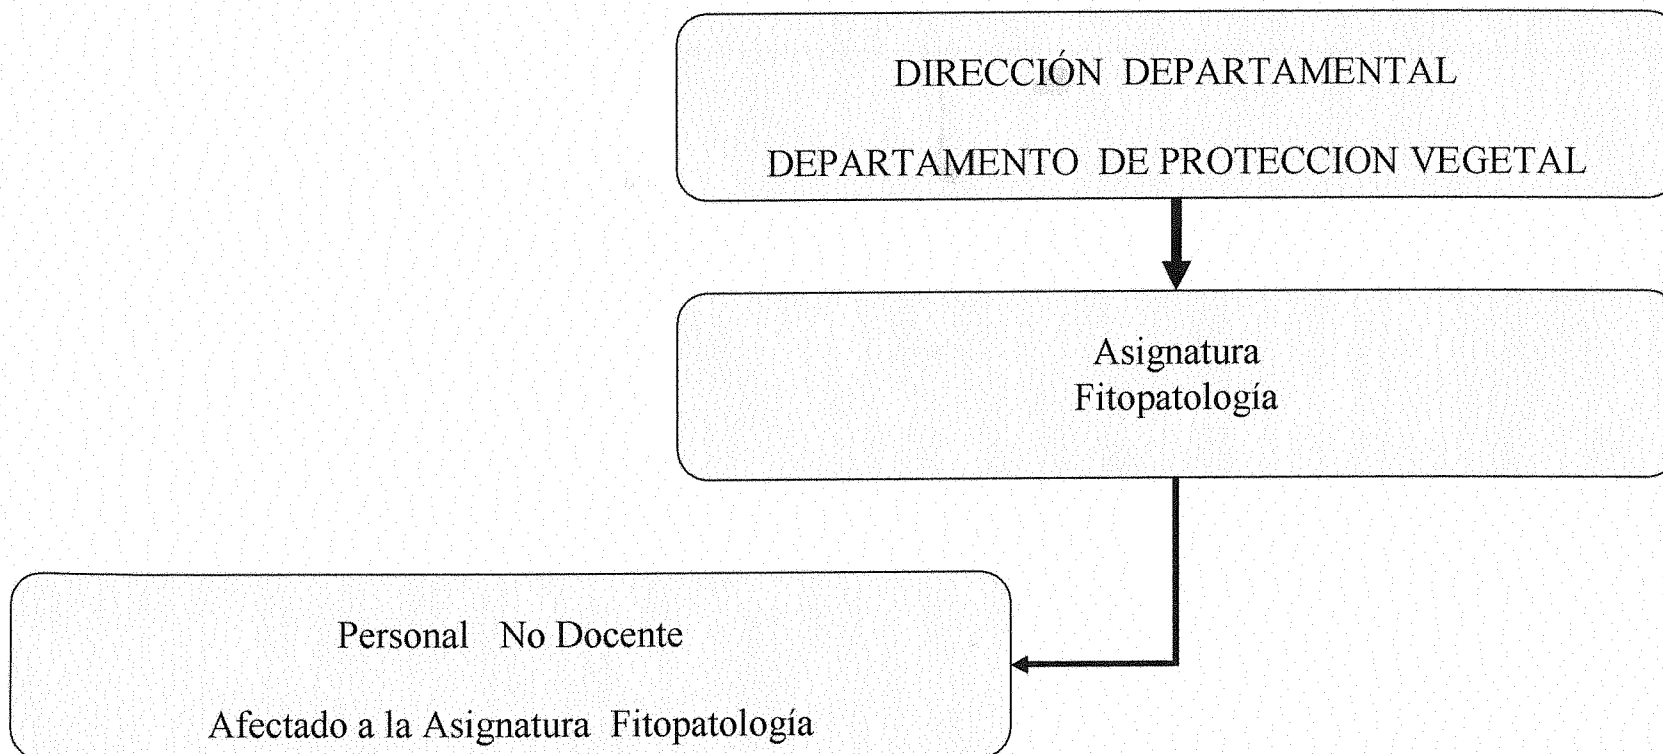 DIRECCIÓN DEPARTAMENTAL
DEPARTAMENTO DE PROTECCION VEGETAL
Asignatura
Fitopatología
Personal No Docente
Afectado a la Asignatura Fitopatología